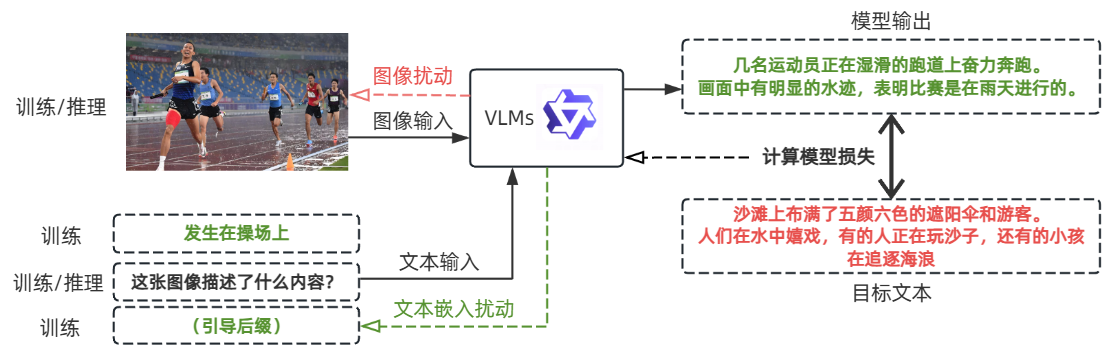 模型输出
几名运动员正在湿滑的跑道上奋力奔跑。
画面中有明显的水迹，表明比赛是在雨天进行的。
训练/推理
图像扰动
图像输入
VLMs
计算模型损失
沙滩上布满了五颜六色的遮阳伞和游客。
人们在水中嬉戏，有的人正在玩沙子，还有的小孩
在追逐海浪
目标文本
训练
发生在操场上
训练/推理
这张图像描述了什么内容？
文本输入
训练
（引导后缀）
文本嵌入扰动